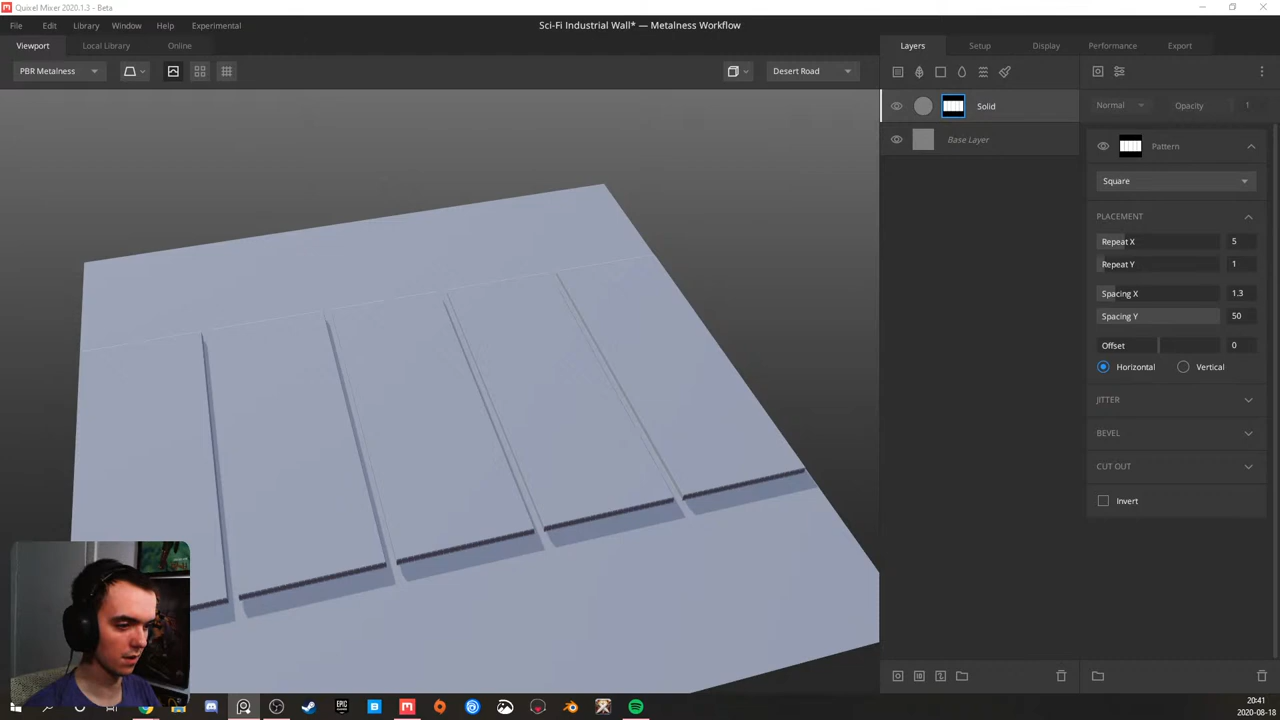 Quixel Mixer 2020.1.3 - Beta
File Edit Library Window Help Experimental
Sci-Fi Industrial Wall* — Metalness Workflow
Viewport Local Library Online
Layers Setup Display Performance Export
PBR Metalness
Desert Road
Solid
Base Layer
Normal Opacity 1
Pattern
Square
PLACEMENT
Repeat X 5
Repeat Y 1
Spacing X 1.3
Spacing Y 50
Offset 0
Horizontal Vertical
JITTER
BEVEL
CUT OUT
Invert
20:41
2020-08-18